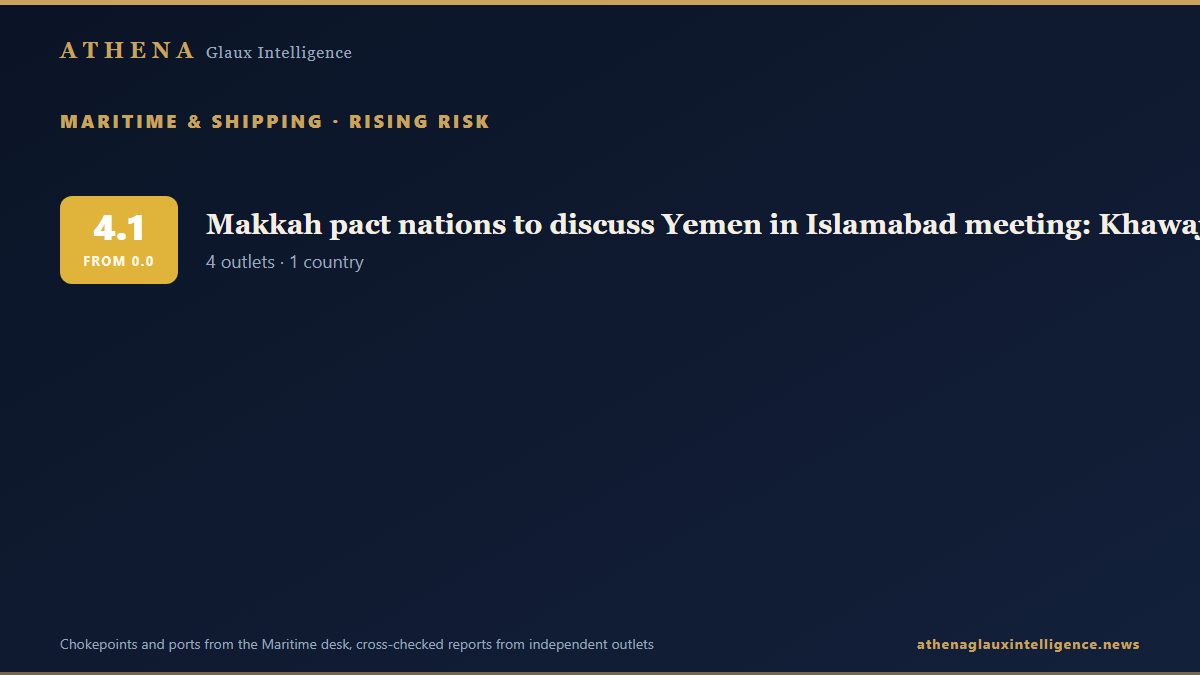 ATHENA Glaux Intelligence
MARITIME & SHIPPING · RISING RISK
4.1
FROM 0.0
Makkah pact nations to discuss Yemen in Islamabad meeting:
4 outlets · 1 country
Chokepoints and ports from the Maritime desk, cross-checked reports from independent outlets
athenaglauxintelligence.news